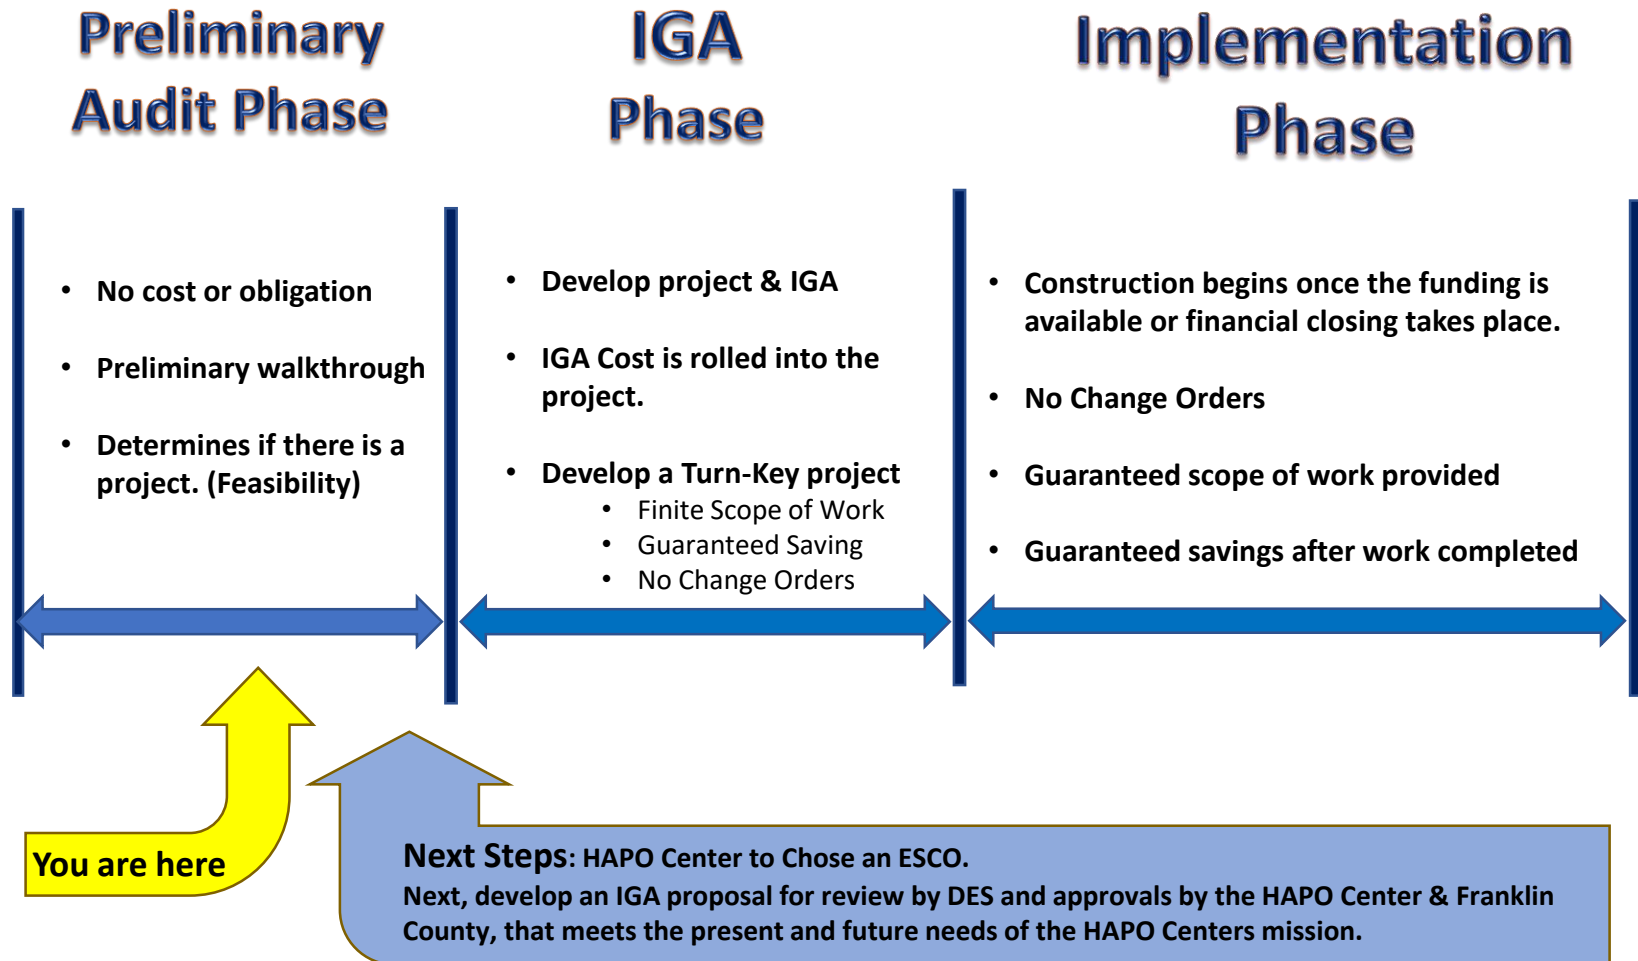 Preliminary
Audit Phase
IGA
Phase
Implementation
Phase
• No cost or obligation
• Preliminary walkthrough
• Determines if there is a
project. (Feasibility)
• Develop project & IGA
• IGA Cost is rolled into the
project.
• Develop a Turn-Key project
• Finite Scope of Work
• Guaranteed Saving
• No Change Orders
• Construction begins once the funding is
available or financial closing takes place.
• No Change Orders
• Guaranteed scope of work provided
• Guaranteed savings after work completed
You are here
Next Steps: HAPO Center to Chose an ESCO.
Next, develop an IGA proposal for review by DES and approvals by the HAPO Center & Franklin
County, that meets the present and future needs of the HAPO Centers mission.